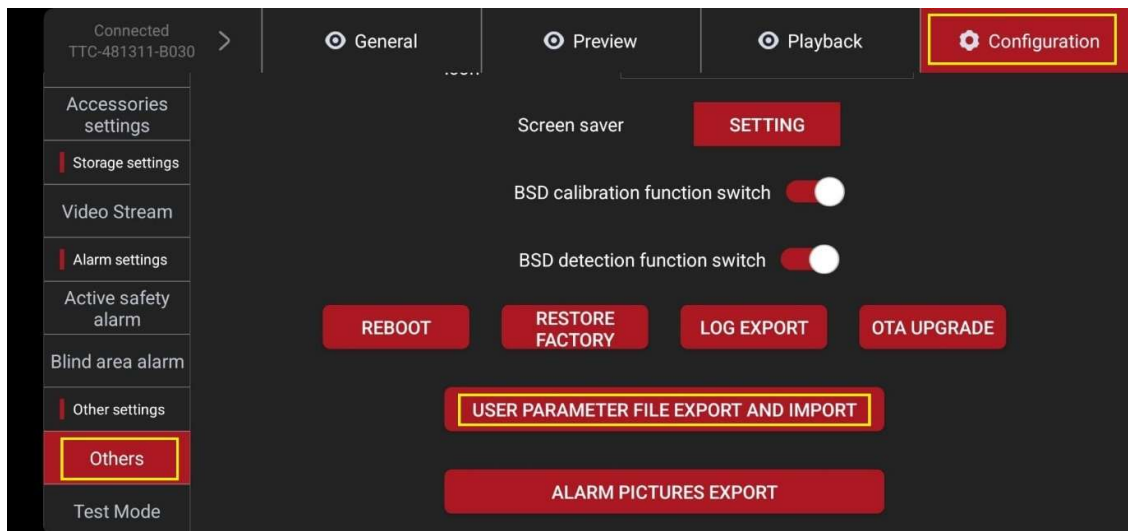 Connected
TTC-481311-B030
General
Preview
Playback
Configuration
Accessories
settings
Storage settings
Video Stream
Alarm settings
Active safety
alarm
Blind area alarm
Other settings
Others
Test Mode
Screen saver
SETTING
BSD calibration function switch
BSD detection function switch
REBOOT
RESTORE
FACTORY
LOG EXPORT
OTA UPGRADE
USER PARAMETER FILE EXPORT AND IMPORT
ALARM PICTURES EXPORT